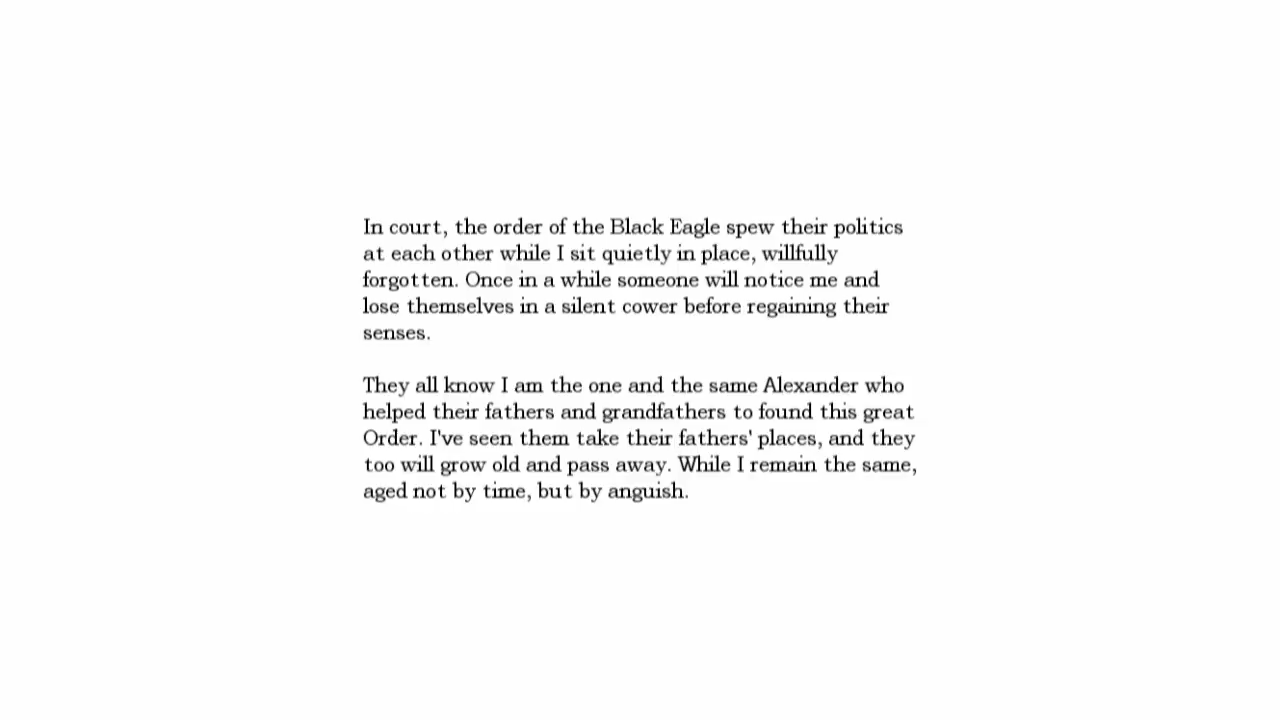 In court, the order of the Black Eagle spew their politics
at each other while I sit quietly in place, willfully
forgotten. Once in a while someone will notice me and
lose themselves in a silent cower before regaining their
senses.

They all know I am the one and the same Alexander who
helped their fathers and grandfathers to found this great
Order. I've seen them take their fathers' places, and they
too will grow old and pass away. While I remain the same,
aged not by time, but by anguish.